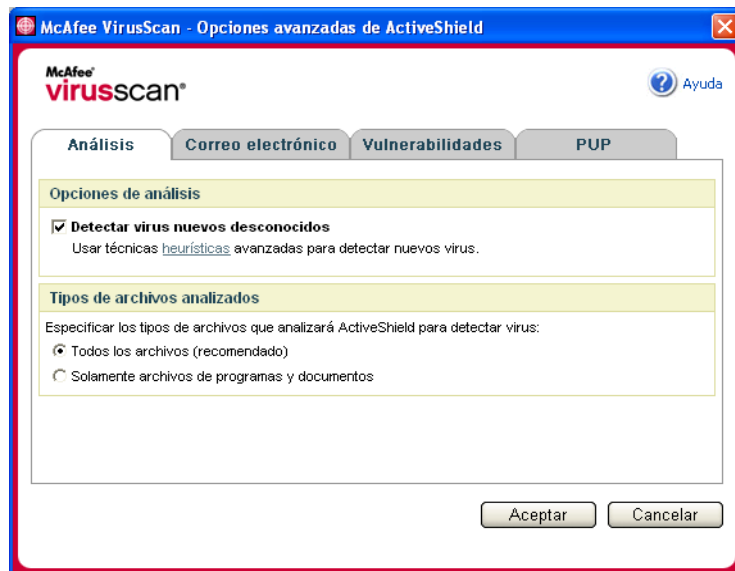 McAfee VirusScan - Opciones avanzadas de ActiveShield
McAfee®
virusscan®
Ayuda
Análisis
Correo electrónico
Vulnerabilidades
PUP
Opciones de análisis
Detectar virus nuevos desconocidos
Usar técnicas heurísticas avanzadas para detectar nuevos virus.
Tipos de archivos analizados
Especificar los tipos de archivos que analizará ActiveShield para detectar virus:
Todos los archivos (recomendado)
Solamente archivos de programas y documentos
Aceptar
Cancelar